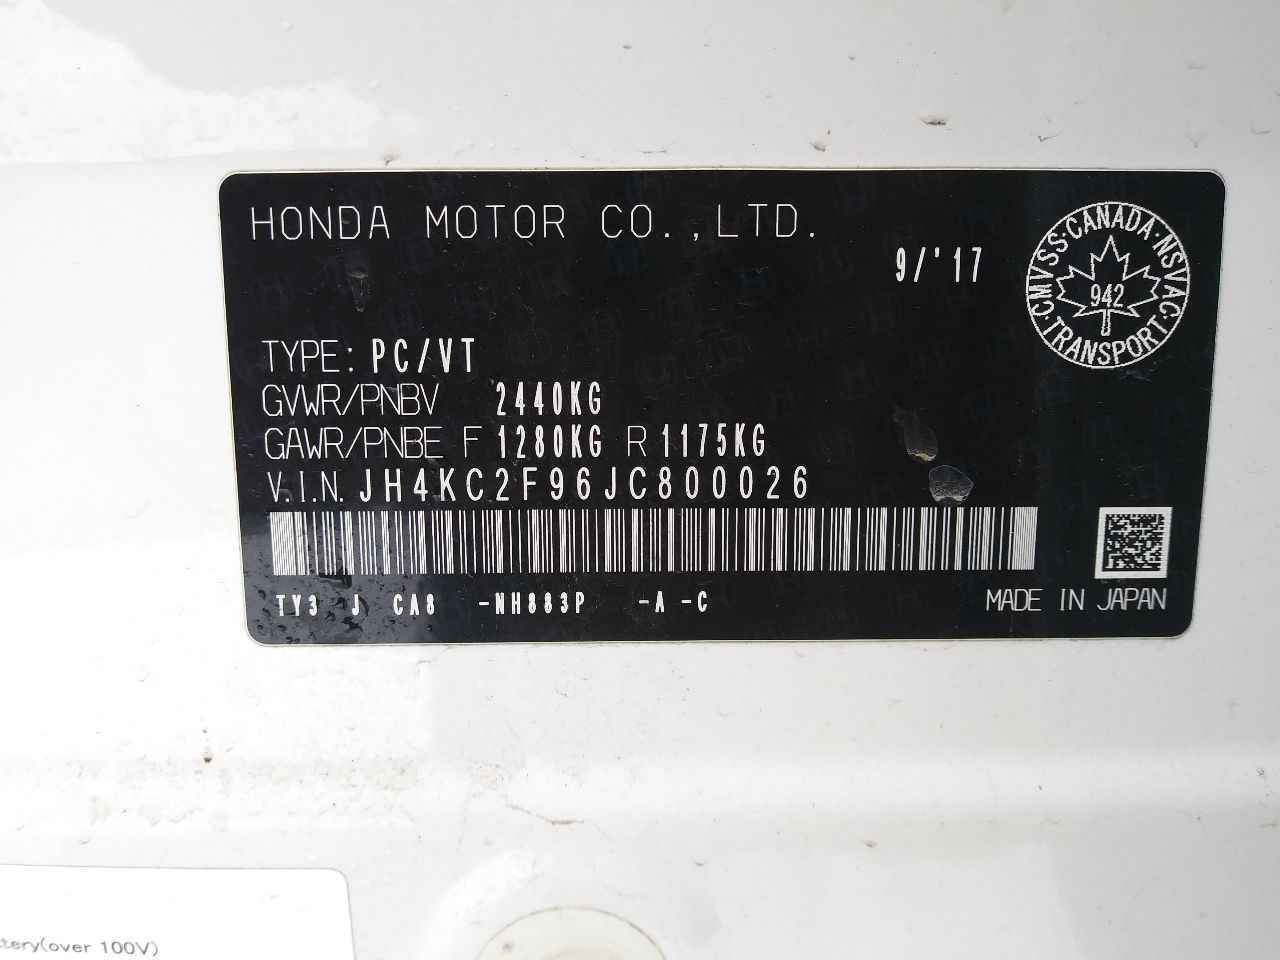 HONDA MOTOR CO.,LTD.
9/'17
CMVSS·CANADA·NSVAC·TRANSPORT·
942
TYPE: PC/VT
GVWR/PNBV 2440KG
GAWR/PNBE F 1280KG R 1175KG
V.I.N. JH4KC2F96JC800026
TY3 J CA8 -NH883P -A -C
MADE IN JAPAN
(over 100V)